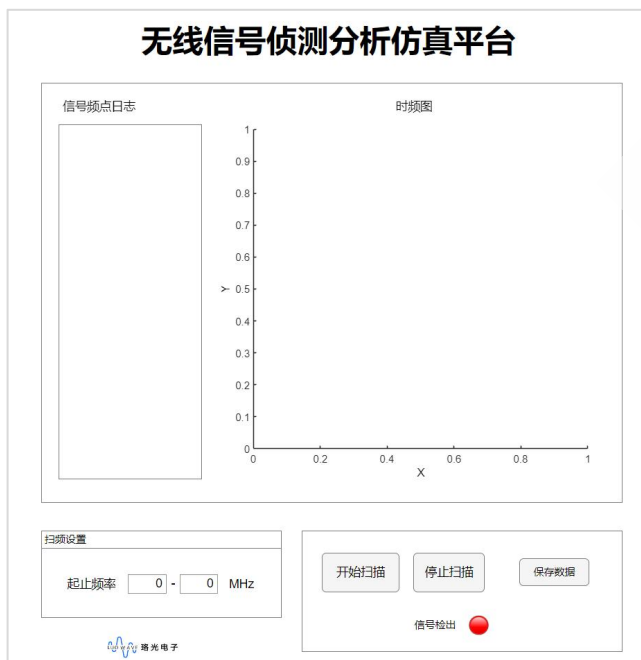 无线信号侦测分析仿真平台
信号频点日志
时频图
1
0.9
0.8
0.7
0.6
Y
0.5
0.4
0.3
0.2
0.1
0
0 0.2 0.4 0.6 0.8 1
X
扫频设置
起止频率 0 - 0 MHz
开始扫描 停止扫描 保存数据
信号检出
珞光电子